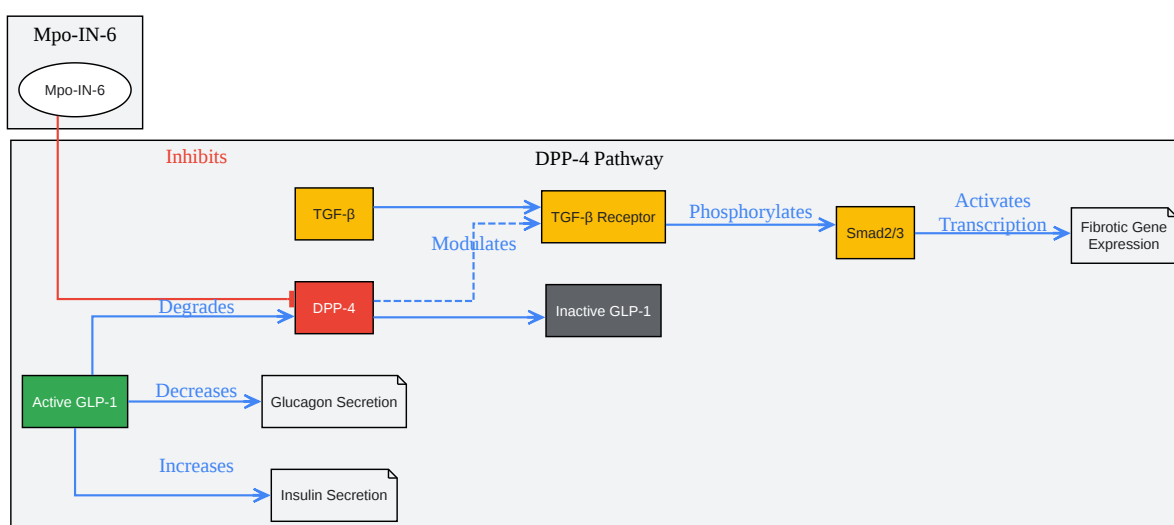 Mpo-IN-6
Mpo-IN-6
Inhibits
DPP-4 Pathway
TGF-β
TGF-β Receptor
Phosphorylates
Smad2/3
Activates
Transcription
Fibrotic Gene
Expression
Modulates
Degrades
DPP-4
Inactive GLP-1
Active GLP-1
Decreases
Glucagon Secretion
Increases
Insulin Secretion